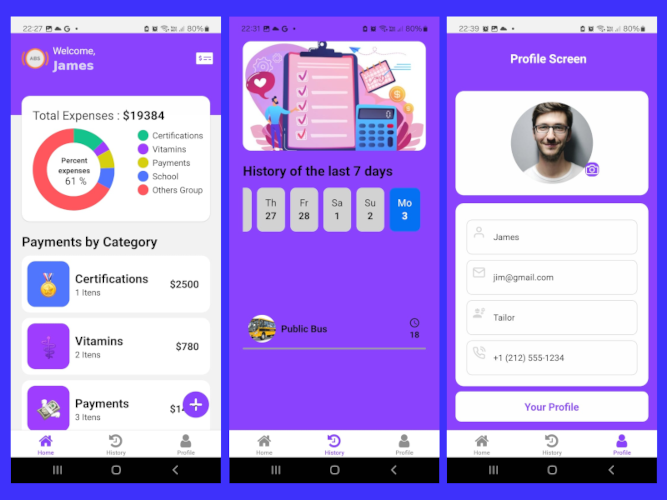 22:27
80%
Welcome,
James
Total Expenses : $19384
Percent
expenses
61 %
Certifications
Vitamins
Payments
School
Others Group
Payments by Category
Certifications
1 Itens
$2500
Vitamins
2 Itens
$780
Payments
3 Itens
Home
History
Profile
22:31
80%
History of the last 7 days
Th
27
Fr
28
Sa
1
Su
2
Mo
3
Public Bus
18
Home
History
Profile
22:39
80%
Profile Screen
James
jim@gmail.com
Tailor
+1 (212) 555-1234
Your Profile
Home
History
Profile